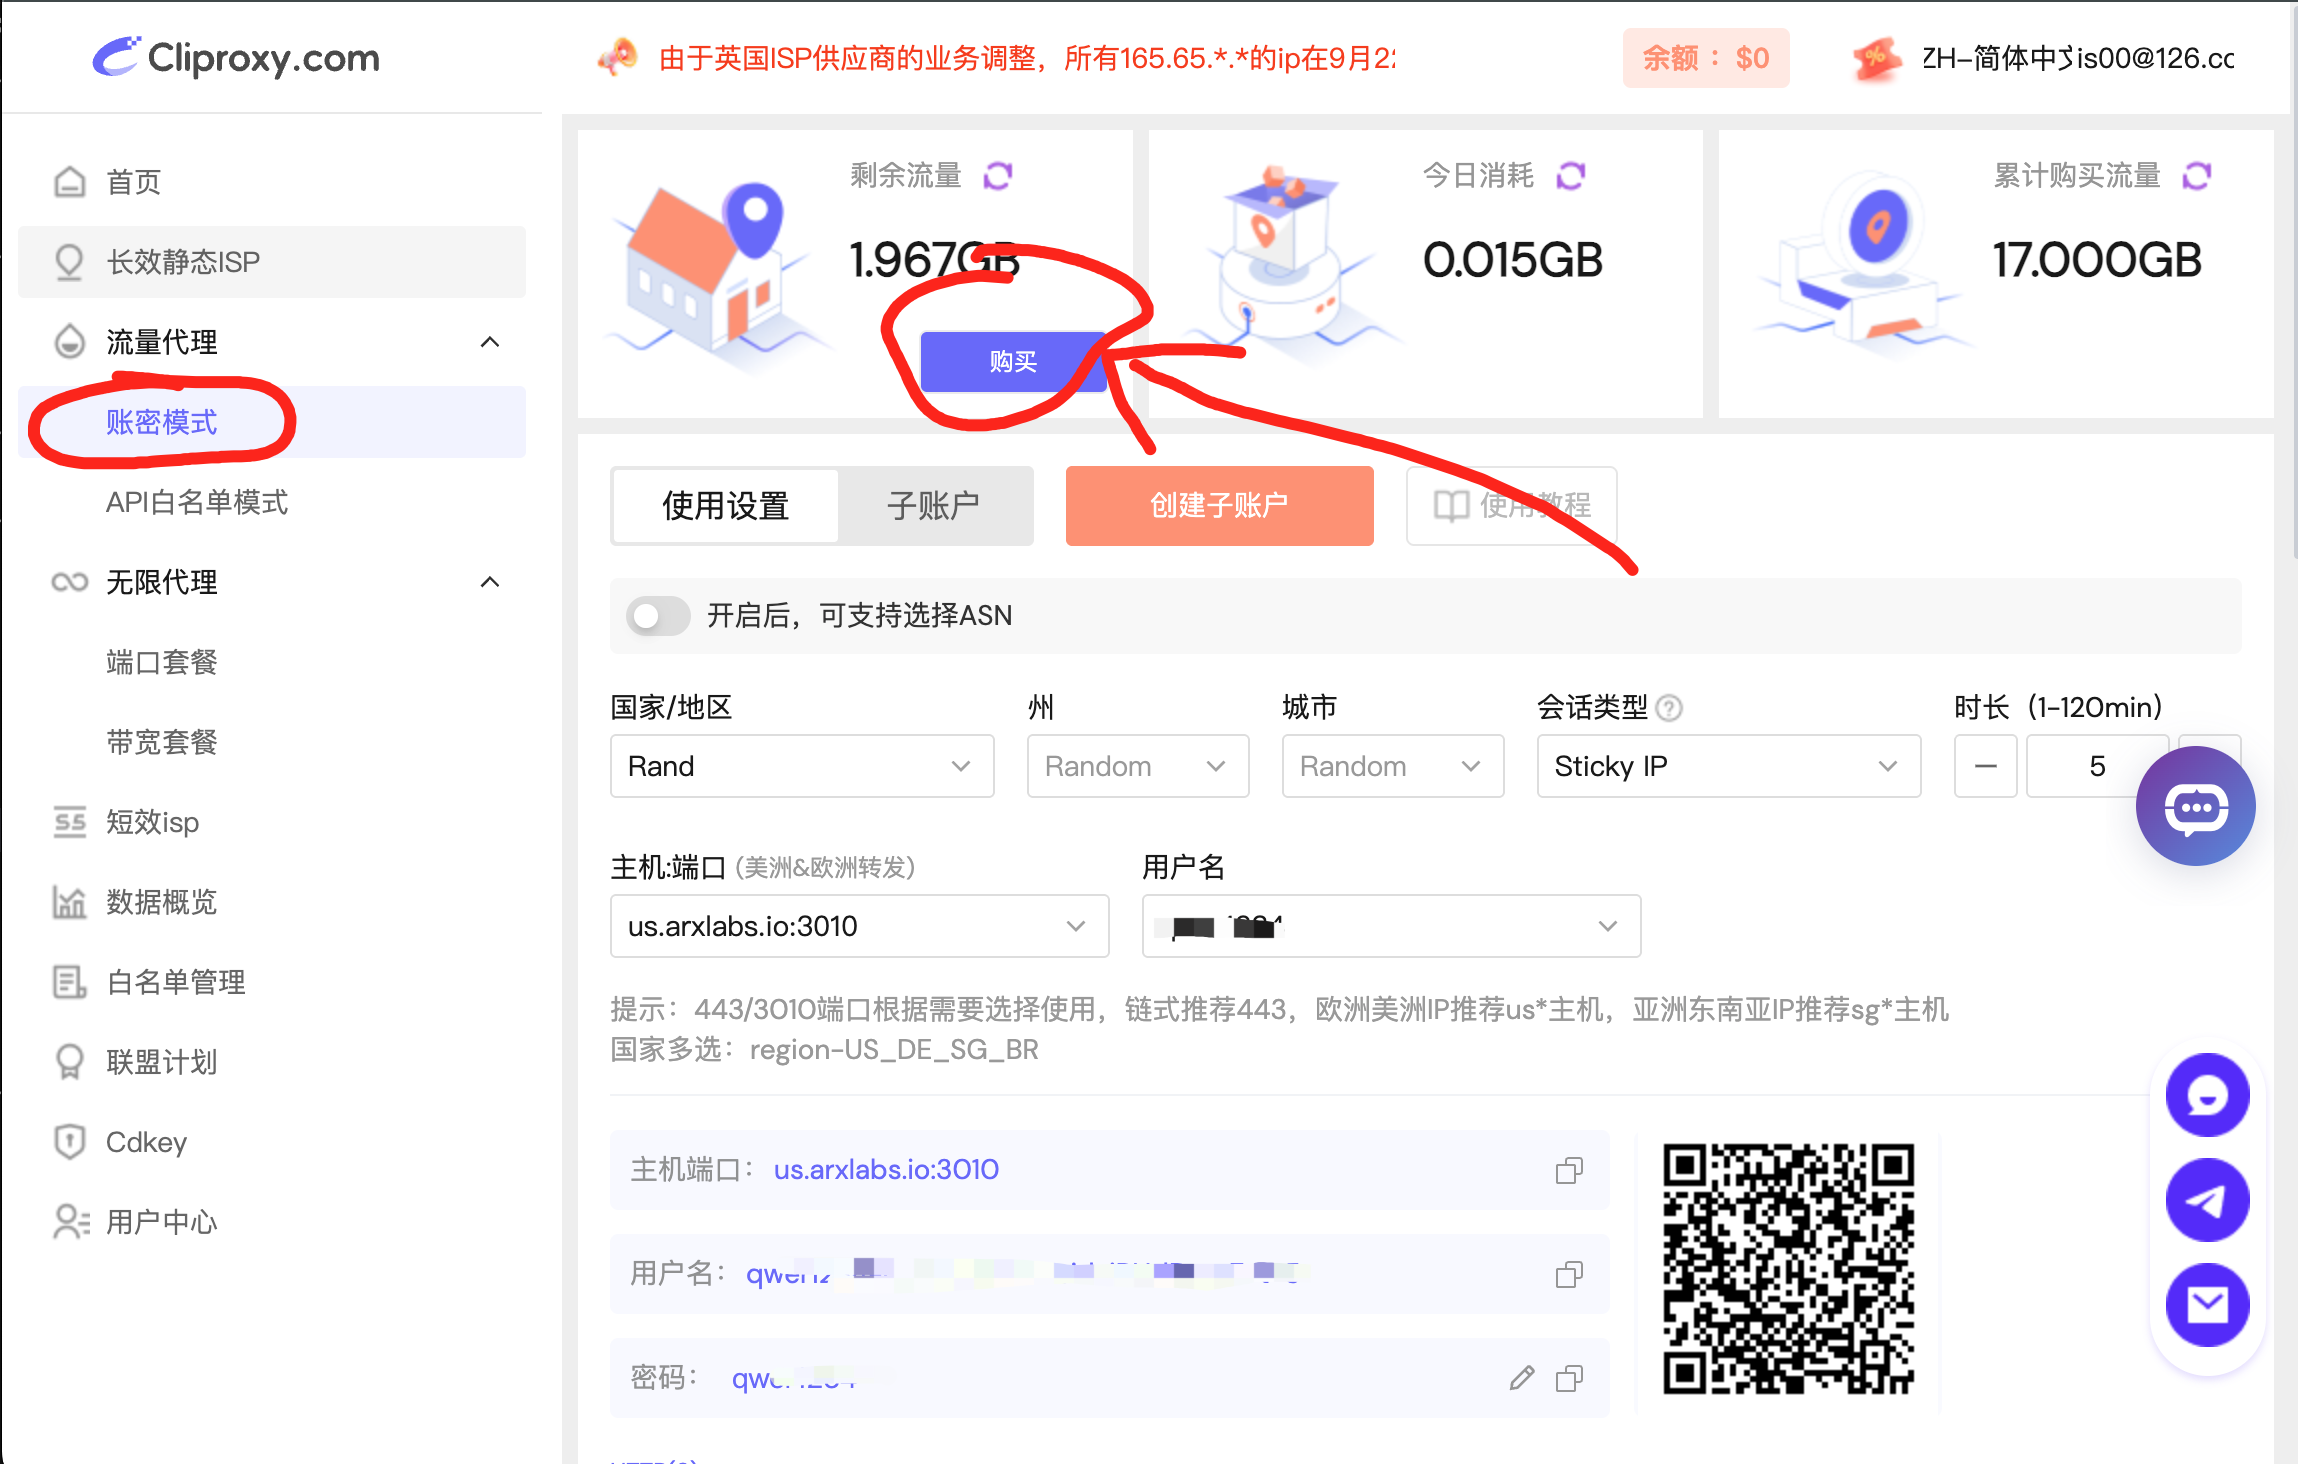 Cliproxy.com
由于英国ISP供应商的业务调整，所有165.65.*.*的ip在9月22
余额 : $0
ZH-简体中文is00@126.cc
首页
长效静态ISP
流量代理
账密模式
API白名单模式
无限代理
端口套餐
带宽套餐
短效isp
数据概览
白名单管理
联盟计划
Cdkey
用户中心
剩余流量
1.967GB
购买
今日消耗
0.015GB
累计购买流量
17.000GB
使用设置
子账户
创建子账户
使用教程
开启后，可支持选择ASN
国家/地区
州
城市
会话类型
时长（1-120min）
Rand
Random
Random
Sticky IP
5
主机:端口 (美洲&欧洲转发)
用户名
us.arxlabs.io:3010
提示：443/3010端口根据需要选择使用，链式推荐443，欧洲美洲IP推荐us*主机，亚洲东南亚IP推荐sg*主机
国家多选：region-US_DE_SG_BR
主机端口： us.arxlabs.io:3010
用户名：
密码：